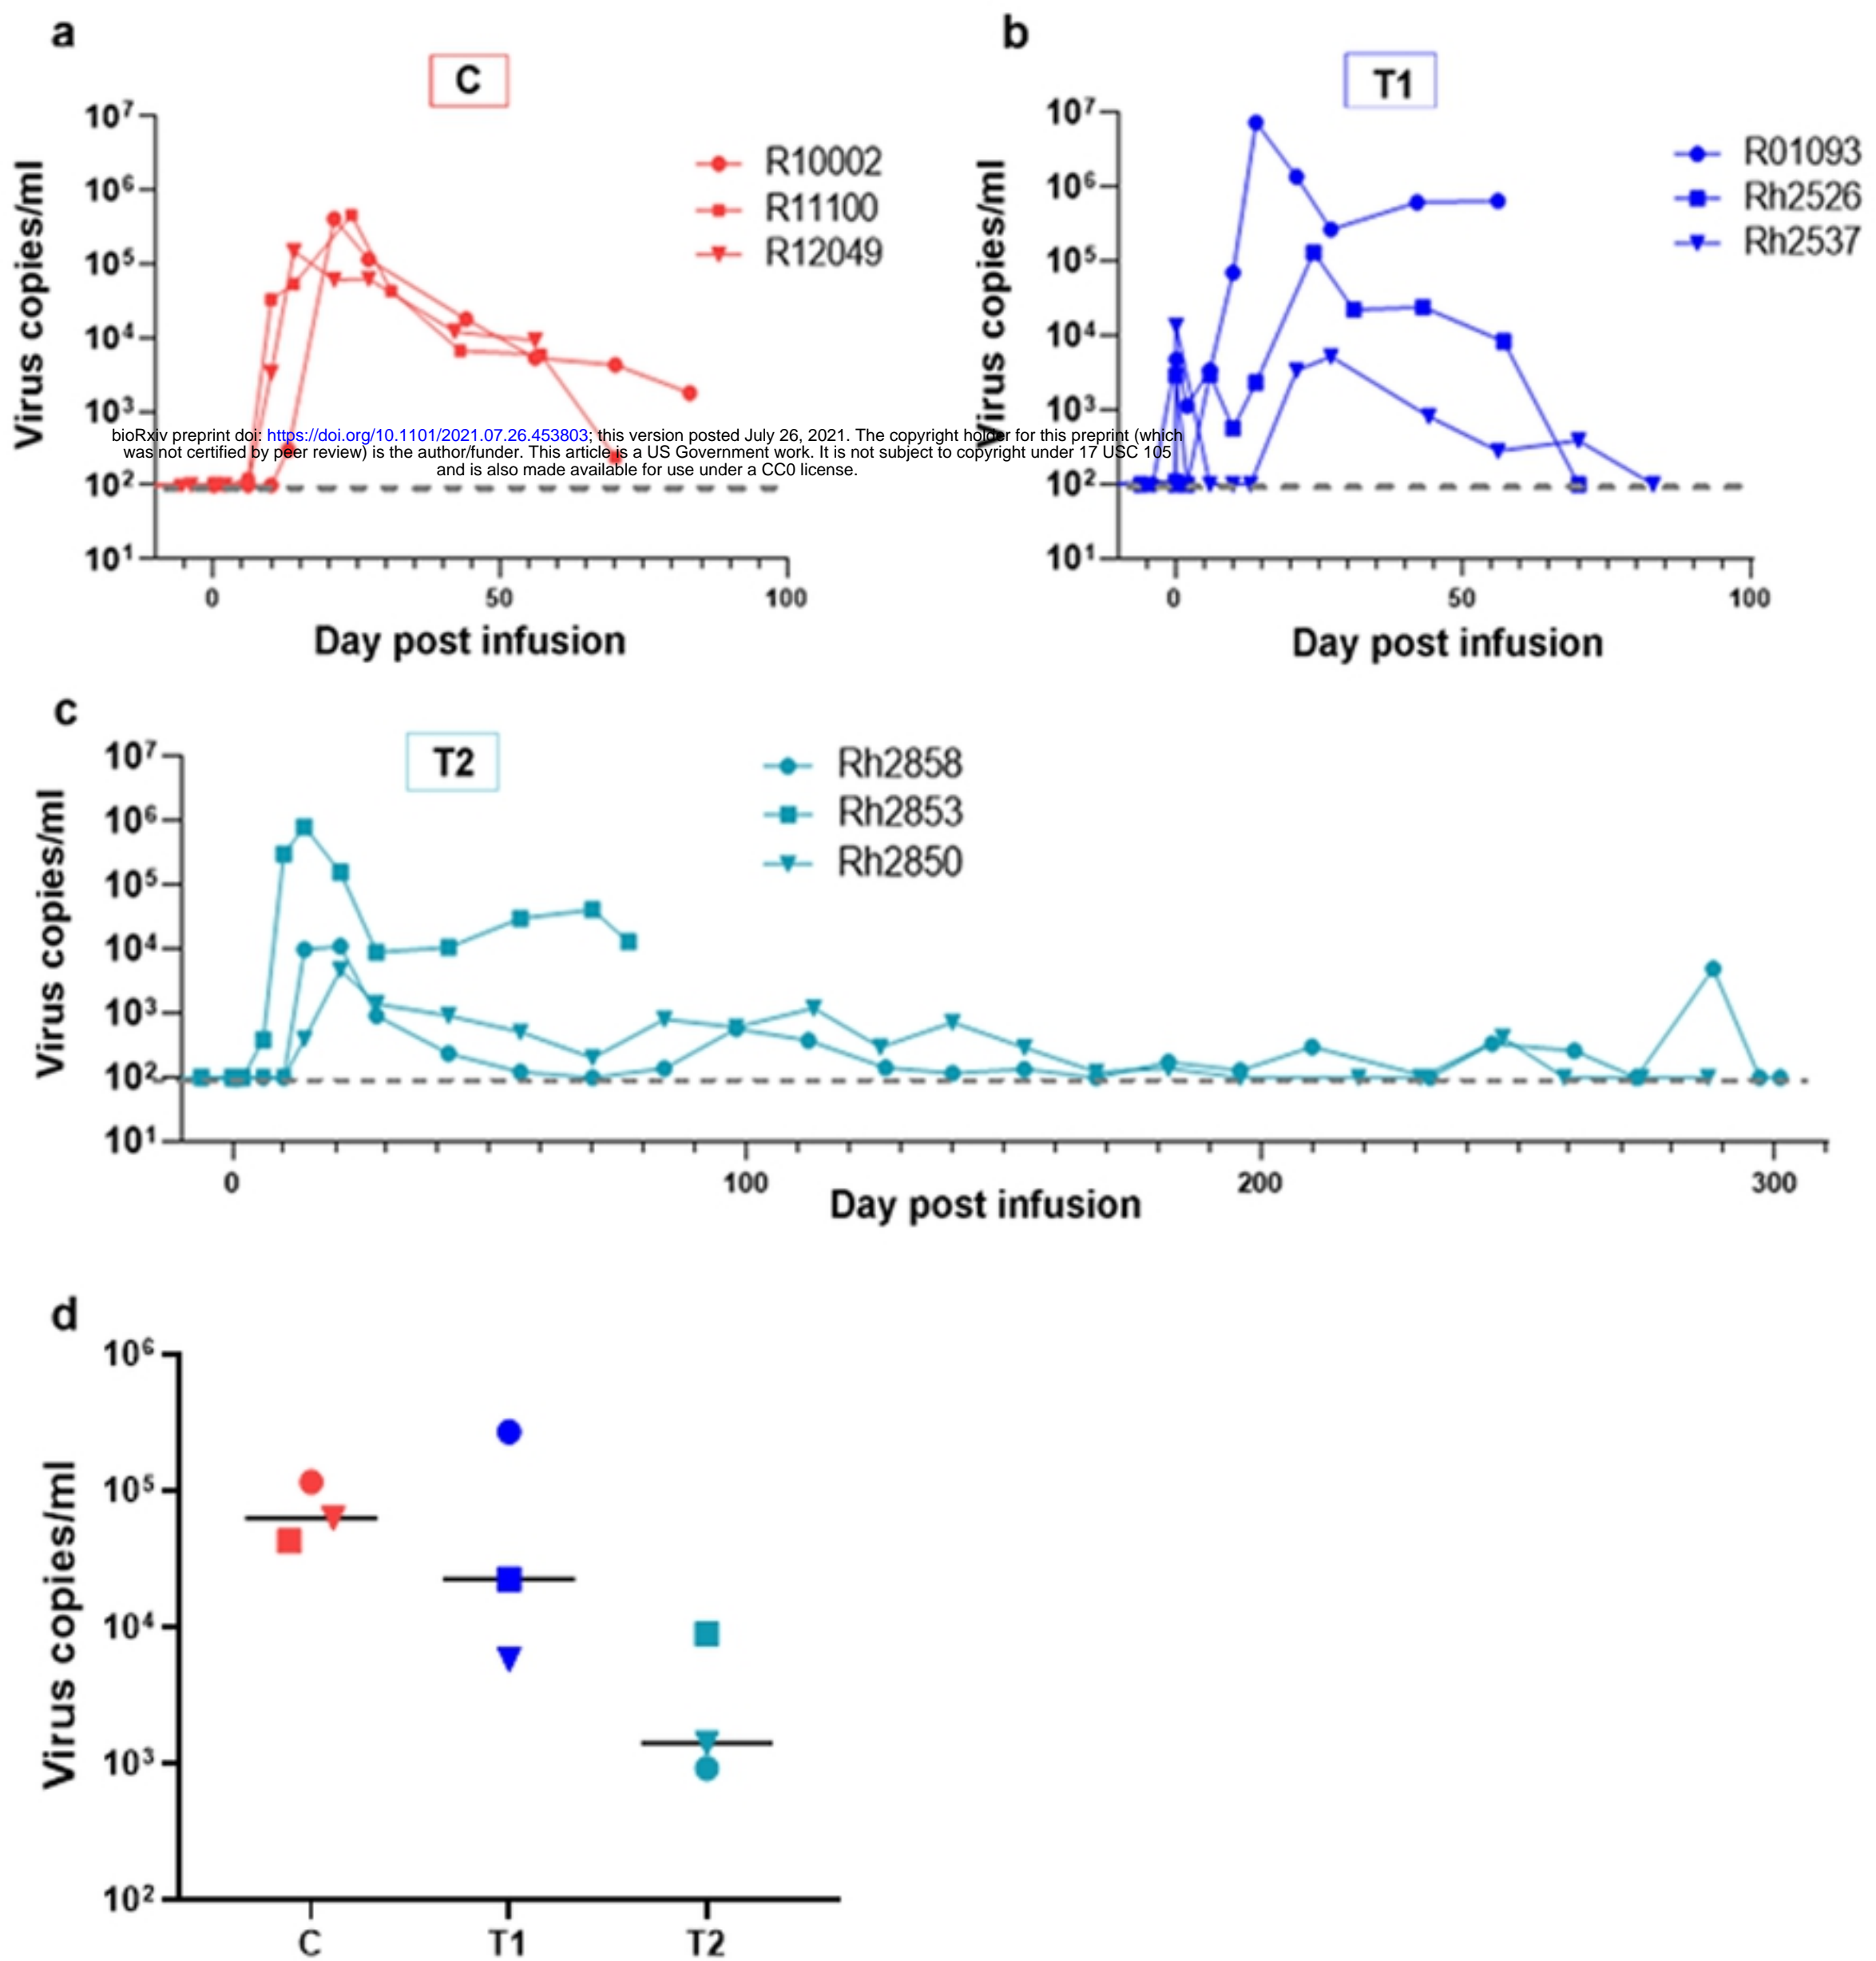 a
C
10⁷
10⁶
10⁵
10⁴
10³
10²
10¹
Virus copies/ml
R10002
R11100
R12049
0
50
100
Day post infusion
b
T1
10⁷
10⁶
10⁵
10⁴
10³
10²
10¹
Virus copies/ml
R01093
Rh2526
Rh2537
0
50
100
Day post infusion
bioRxiv preprint doi: https://doi.org/10.1101/2021.07.26.453803; this version posted July 26, 2021. The copyright holder for this preprint (which
was not certified by peer review) is the author/funder. This article is a US Government work. It is not subject to copyright under 17 USC 105
and is also made available for use under a CC0 license.
c
T2
10⁷
10⁶
10⁵
10⁴
10³
10²
10¹
Virus copies/ml
Rh2858
Rh2853
Rh2850
0
100
200
300
Day post infusion
d
10⁶
10⁵
10⁴
10³
10²
Virus copies/ml
C
T1
T2